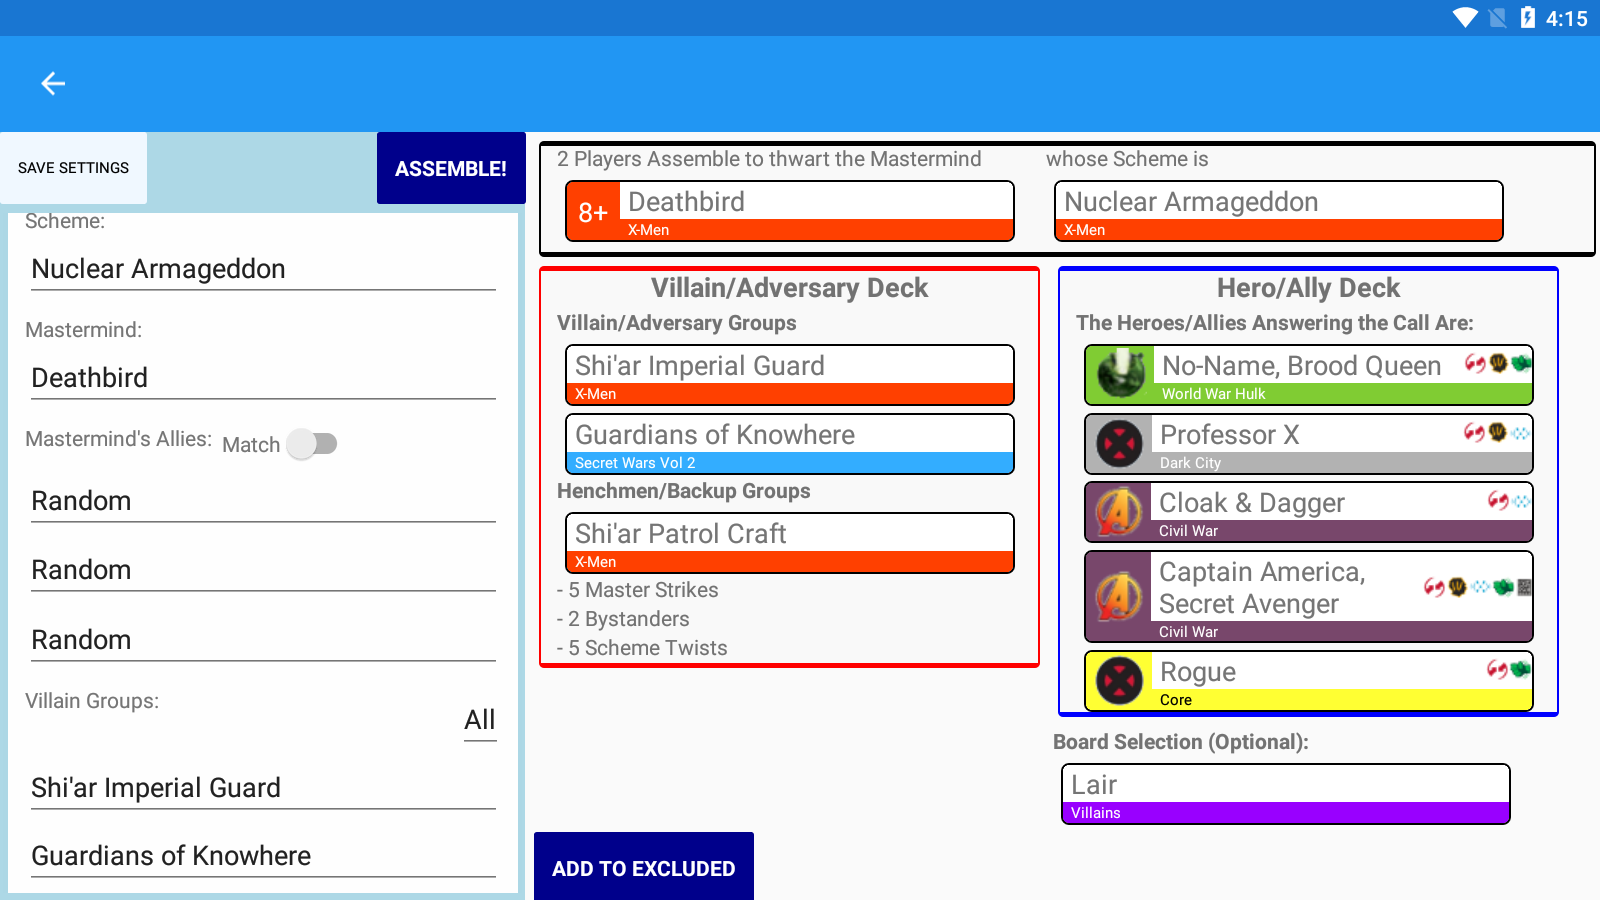 4:15
SAVE SETTINGS
ASSEMBLE!
Scheme:
Nuclear Armageddon
Mastermind:
Deathbird
Mastermind's Allies:
Match
Random
Random
Random
Villain Groups:
All
Shi'ar Imperial Guard
Guardians of Knowhere
2 Players Assemble to thwart the Mastermind
8+
Deathbird
X-Men
whose Scheme is
Nuclear Armageddon
X-Men
Villain/Adversary Deck
Villain/Adversary Groups
Shi'ar Imperial Guard
X-Men
Guardians of Knowhere
Secret Wars Vol 2
Henchmen/Backup Groups
Shi'ar Patrol Craft
X-Men
- 5 Master Strikes
- 2 Bystanders
- 5 Scheme Twists
Hero/Ally Deck
The Heroes/Allies Answering the Call Are:
No-Name, Brood Queen
World War Hulk
Professor X
Dark City
Cloak & Dagger
Civil War
Captain America,
Secret Avenger
Civil War
Rogue
Core
Board Selection (Optional):
Lair
Villains
ADD TO EXCLUDED